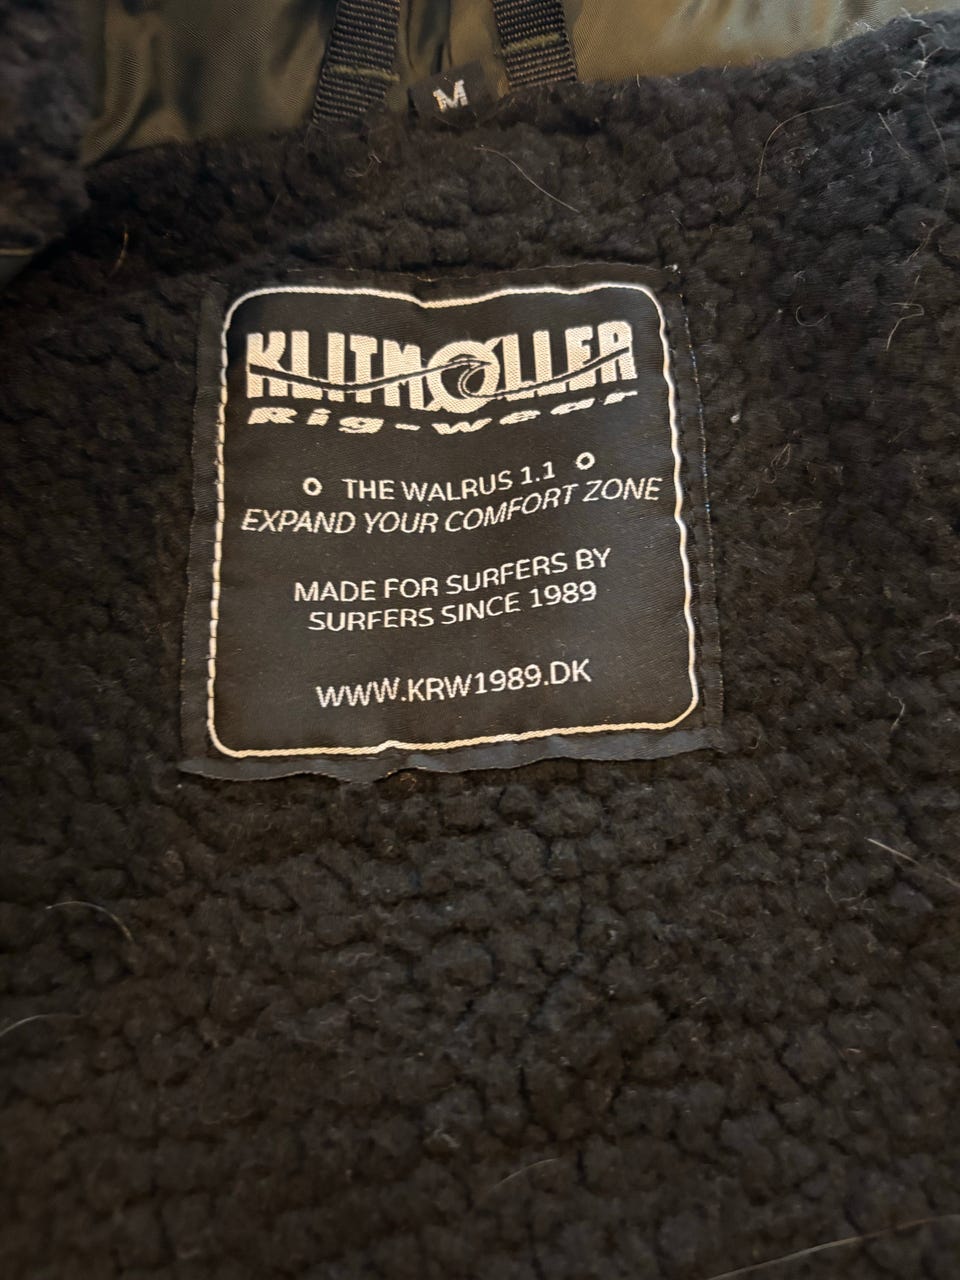 M
KLITMØLLER
Rig-wear
THE WALRUS 1.1
EXPAND YOUR COMFORT ZONE
MADE FOR SURFERS BY
SURFERS SINCE 1989
WWW.KRW1989.DK